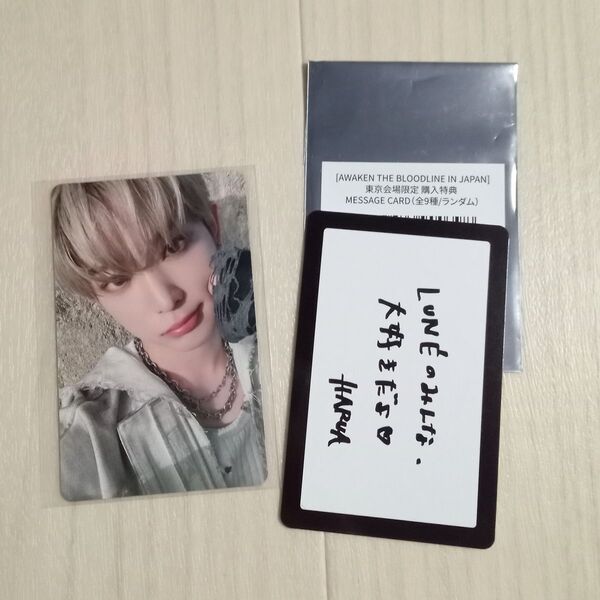 [AWAKEN THE BLOODLINE IN JAPAN]
東京会場限定 購入特典
MESSAGE CARD(全9種/ランダム)
LUNÉのみんな、
大好きだよ♡
HARUA